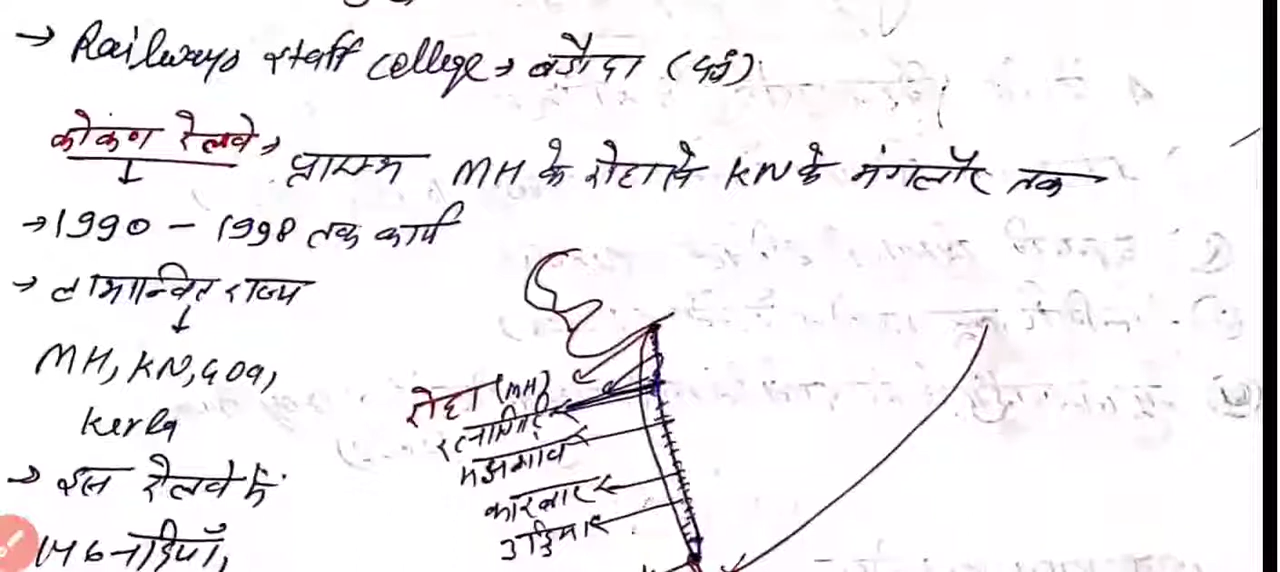 → Railways staff college → बड़ौदा (गुज)
कोंकण रेलवे → प्रारम्भ MH के रोहा से KN के मंगलौर तक
→ 1990 – 1998 तक कार्य
→ लाभान्वित राज्य
↓
MH, KN, Goa,
Kerla
→ इस रेलवे में
146 नदियाँ,
रोहा (MH)
रत्नागिरि
मडगाव
कारवार
उडिपी